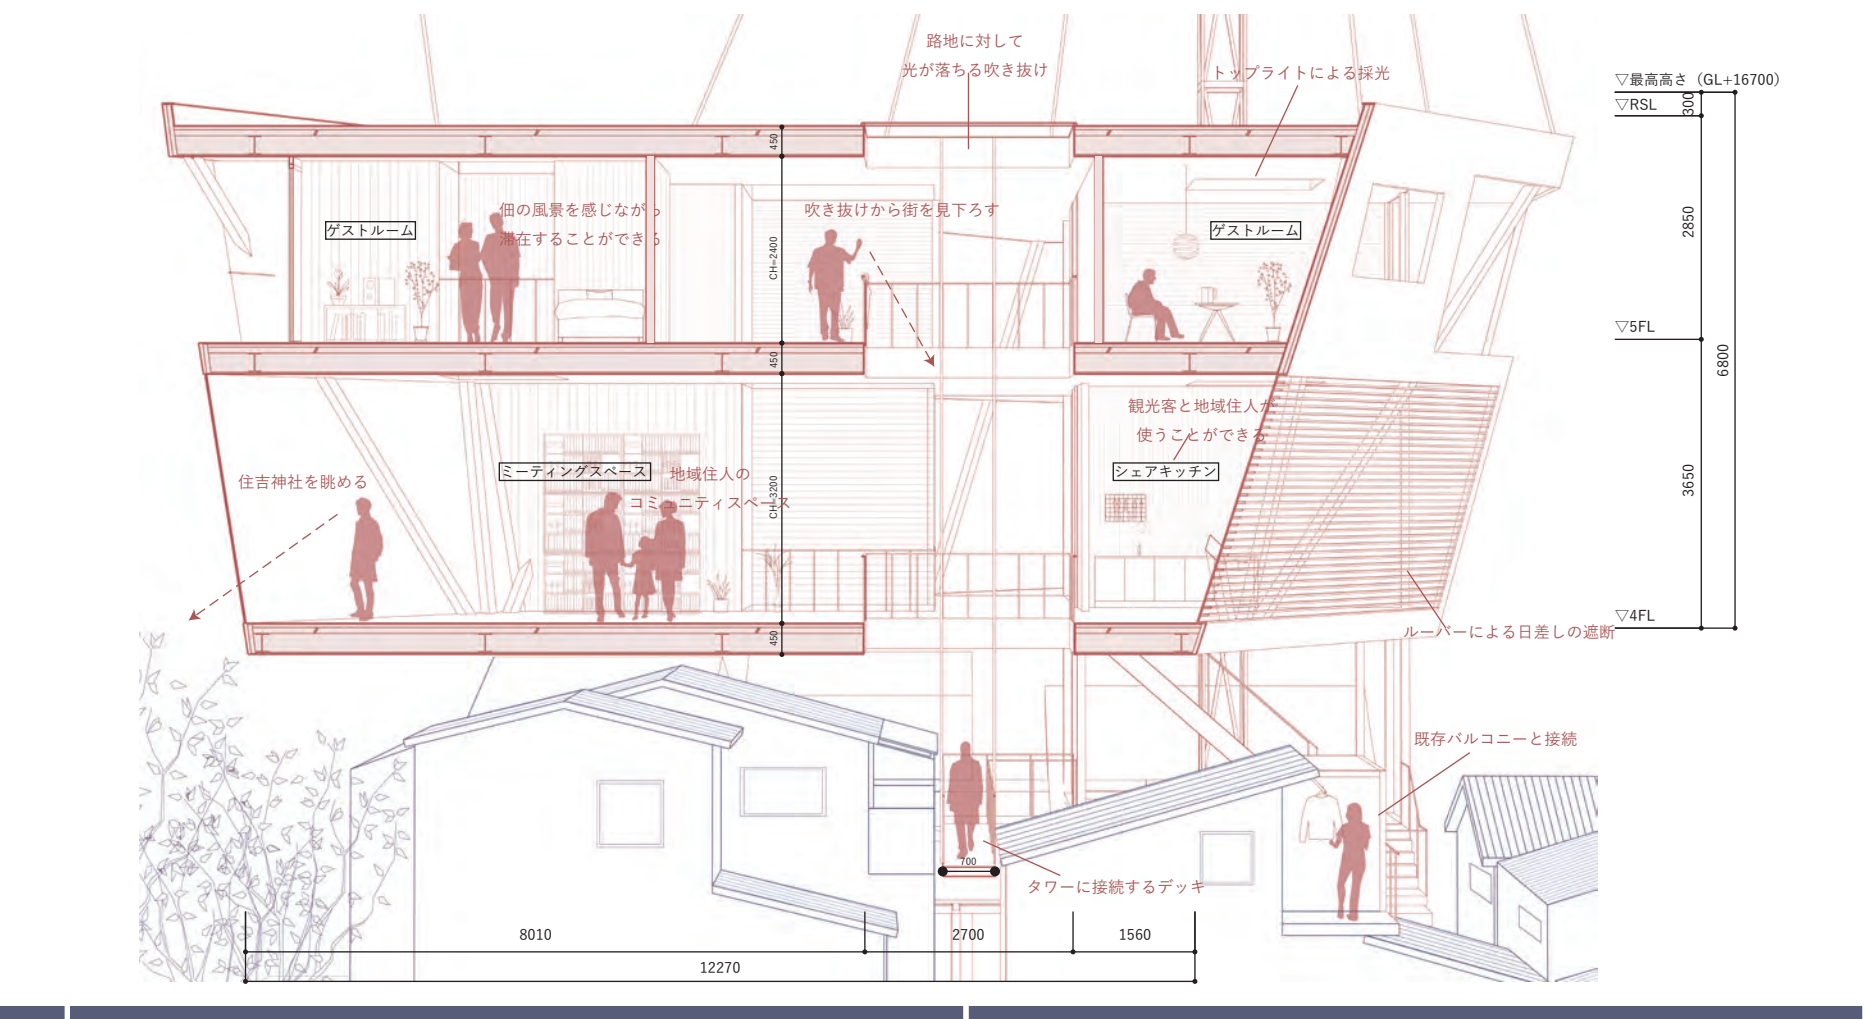 路地に対して
光が落ちる吹き抜け
トップライトによる採光
▽最高高さ（GL+16700）
▽RSL
300
450
佃の風景を感じながら
滞在することができる
ゲストルーム
吹き抜けから街を見下ろす
ゲストルーム
2850
CH=2400
▽5FL
450
6800
観光客と地域住人が
使うことができる
シェアキッチン
ミーティングスペース
地域住人の
コミュニティスペース
住吉神社を眺める
CH=3200
3650
▽4FL
ルーバーによる日差しの遮断
450
既存バルコニーと接続
700
タワーに接続するデッキ
8010
2700
1560
12270